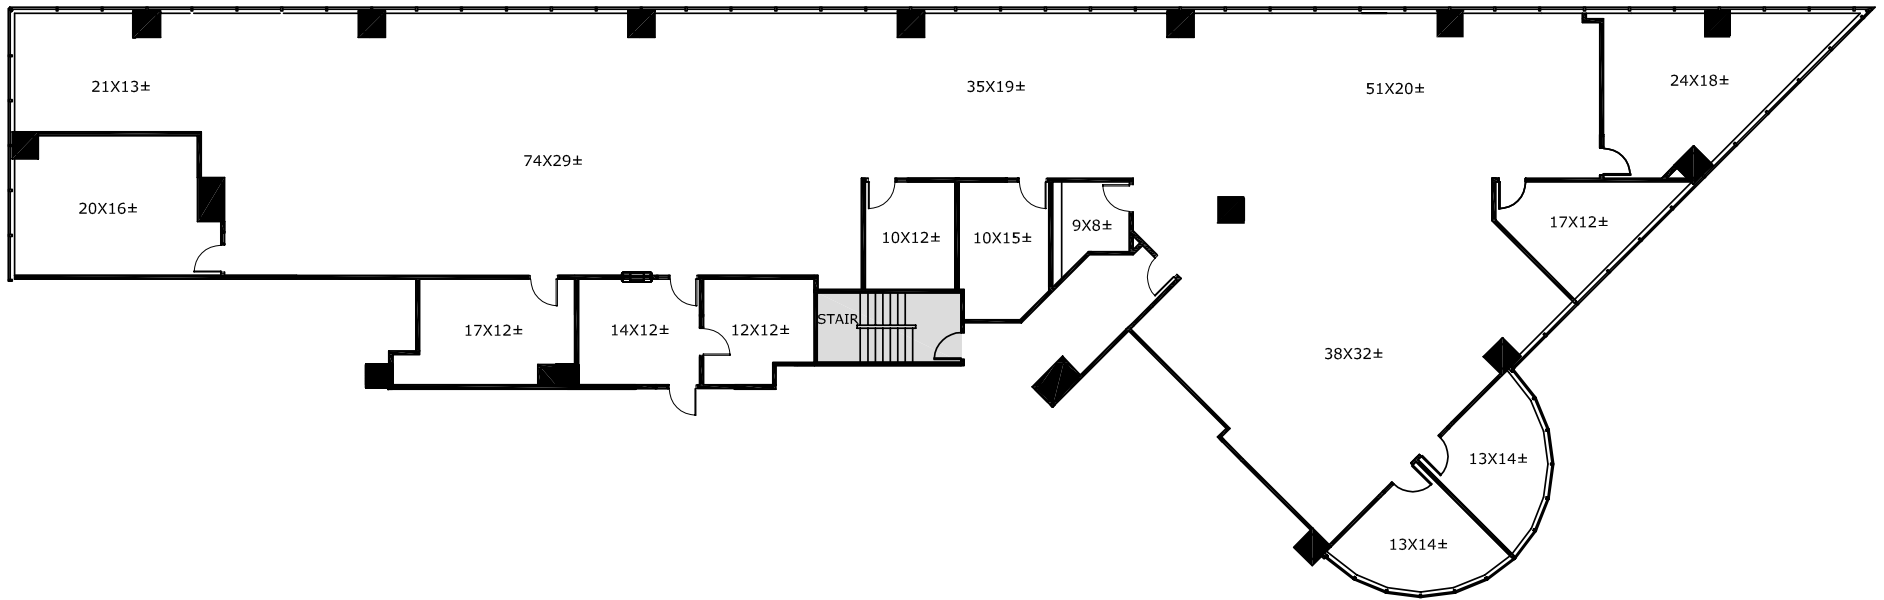 21X13±
35X19±
51X20±
24X18±
74X29±
20X16±
10X12±
10X15±
9X8±
17X12±
17X12±
14X12±
12X12±
STAIR
38X32±
13X14±
13X14±